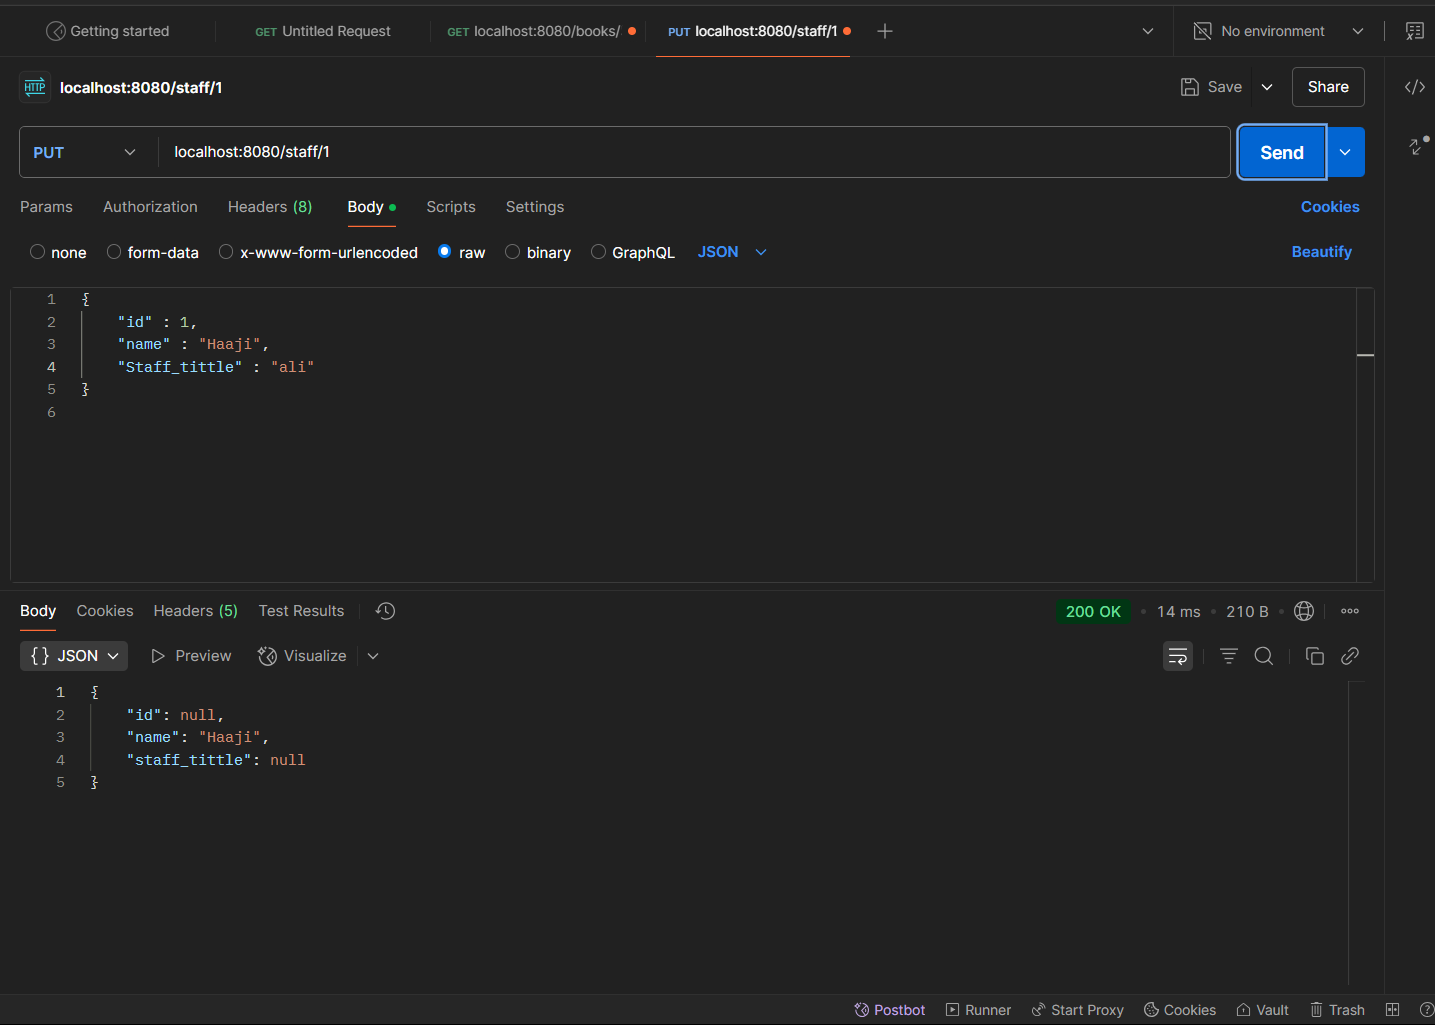 Getting started GET Untitled Request GET localhost:8080/books/ PUT localhost:8080/staff/1 No environment
HTTP localhost:8080/staff/1 Save Share
PUT localhost:8080/staff/1 Send
Params Authorization Headers (8) Body Scripts Settings Cookies
none form-data x-www-form-urlencoded raw binary GraphQL JSON Beautify
1 {
2 "id" : 1,
3 "name" : "Haaji",
4 "Staff_tittle" : "ali"
5 }
6
Body Cookies Headers (5) Test Results 200 OK 14 ms 210 B
{} JSON Preview Visualize
1 {
2 "id": null,
3 "name": "Haaji",
4 "staff_tittle": null
5 }
Postbot Runner Start Proxy Cookies Vault Trash